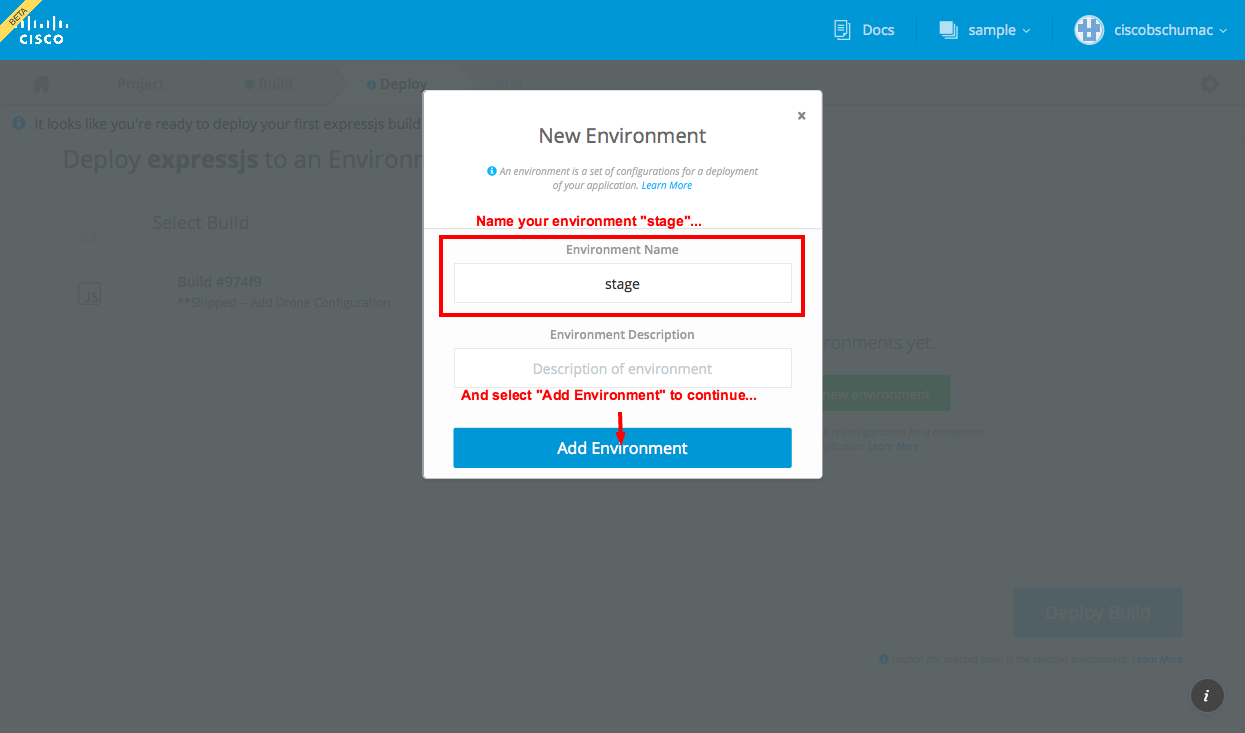 BETA
CISCO
Docs
sample
ciscobschumac
Project
Build
Deploy
Run
It looks like you're ready to deploy your first expressjs build
Deploy expressjs to an Environm
×
New Environment
An environment is a set of configurations for a deployment
of your application. Learn More
Name your environment "stage"...
Select Build
All
Environment Name
stage
JS
Build #974f9
**Shipped -- Add Drone Configuration
Environment Description
Description of environment
ronments yet.
new environment
And select "Add Environment" to continue...
Add Environment
of configurations for a deployment
pplication. Learn More
Deploy Build
Launch the selected build to the selected environment. Learn More
i